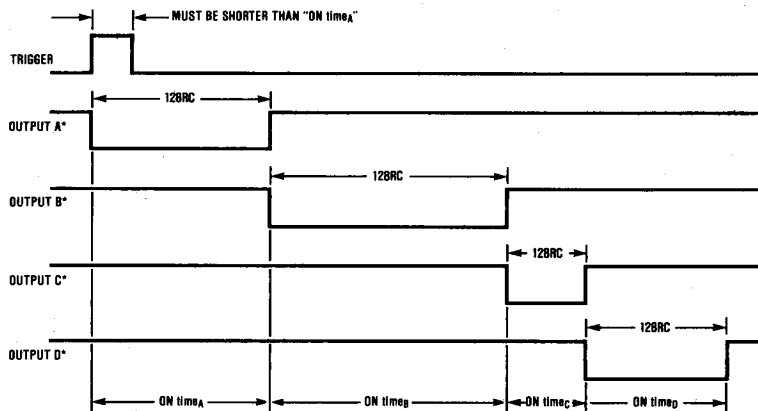 MUST BE SHORTER THAN "ON timeA"
TRIGGER
128RC
OUTPUT A*
128RC
OUTPUT B*
128RC
OUTPUT C*
128RC
OUTPUT D*
ON timeA ON timeB ON timeC ON timeD